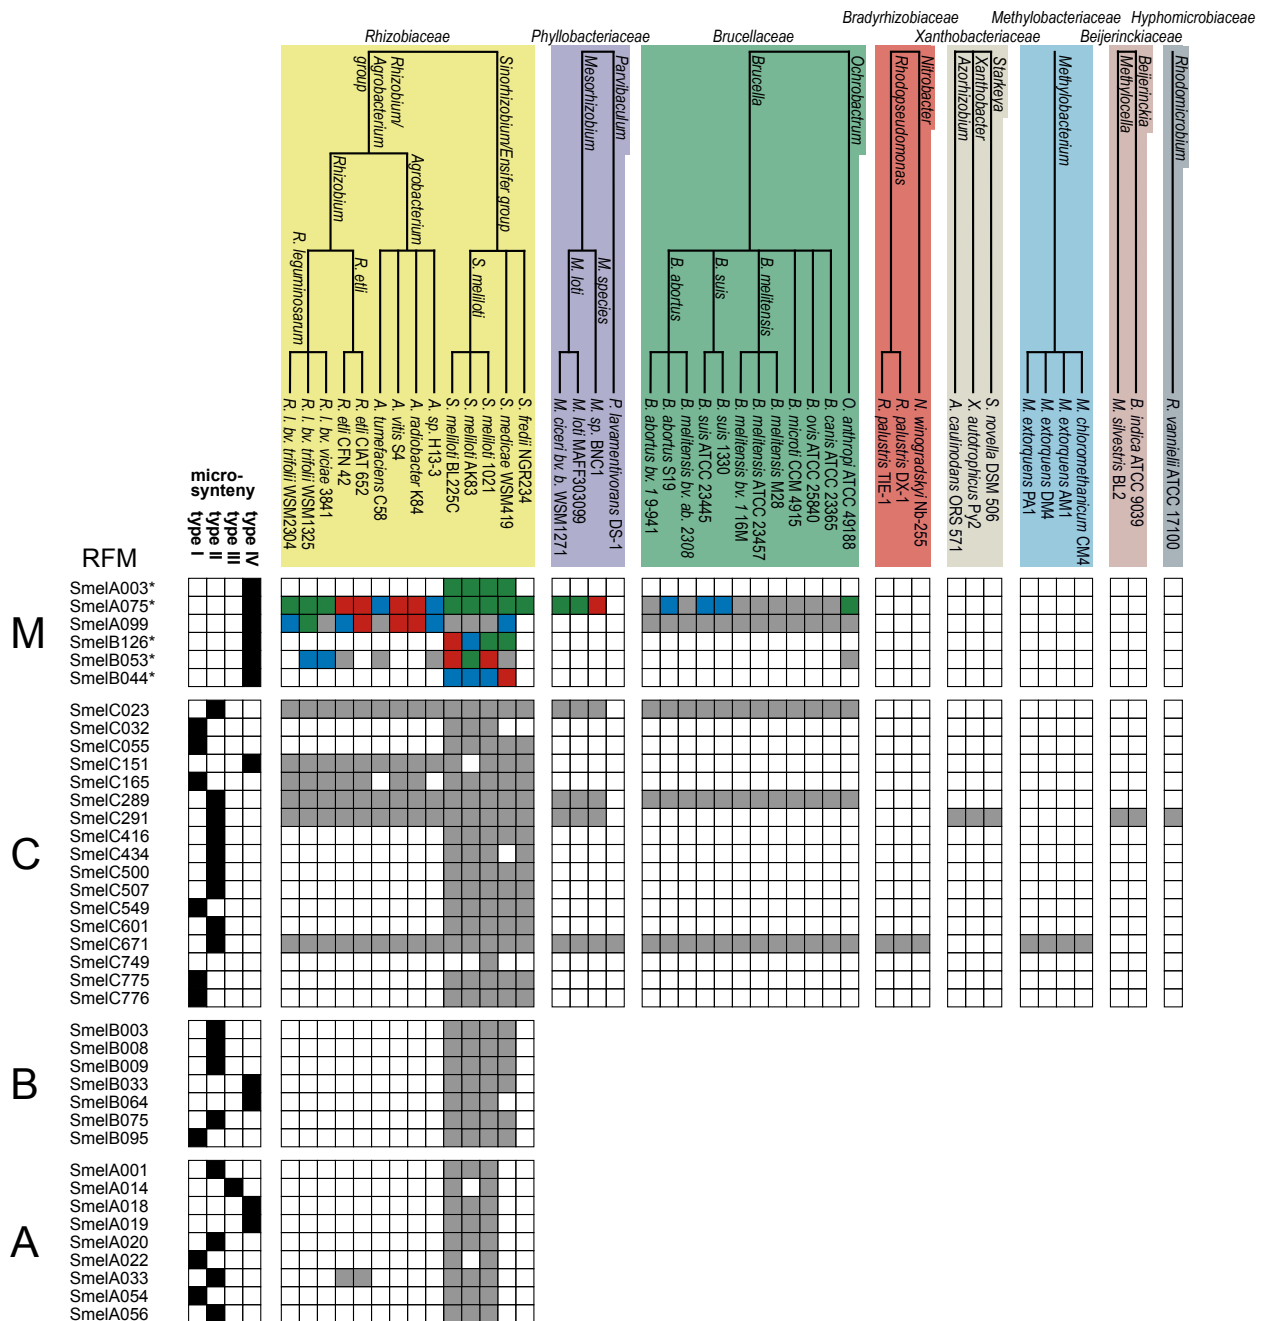 Bradyrhizobiaceae
Methylobacteriaceae
Hyphomicrobiaceae
Rhizobiaceae
Phyllobacteriaceae
Brucellaceae
Xanthobacteriaceae
Beijerinckiaceae
Rhizobium/
Agrobacterium
group
Sinorhizobium/Ensifer group
Rhizobium
Agrobacterium
R. leguminosarum
R. etli
S. meliloti
Mesorhizobium
Parvibaculum
M. loti
M. species
Brucella
Ochrobactrum
B. abortus
B. suis
B. melitensis
Rhodopseudomonas
Nitrobacter
Azorhizobium
Xanthobacter
Starkeya
Methylobacterium
Methylocella
Beijerinckia
Rhodomicrobium
R. l. bv. trifolii WSM2304
R. l. bv. trifolii WSM1325
R. l. bv. viciae 3841
R. etli CFN 42
R. etli CIAT 652
A. tumefaciens C58
A. vitis S4
A. radiobacter K84
A. sp. H13-3
S. meliloti BL225C
S. meliloti AK83
S. meliloti 1021
S. medicae WSM419
S. fredii NGR234
M. ciceri bv. b. WSM1271
M. loti MAFF303099
M. sp. BNC1
P. lavamentivorans DS-1
B. abortus bv. 1 9-941
B. abortus S19
B. melitensis bv. ab. 2308
B. suis ATCC 23445
B. suis 1330
B. melitensis bv. 1 16M
B. melitensis ATCC 23457
B. melitensis M28
B. microti CCM 4915
B. ovis ATCC 25840
B. canis ATCC 23365
O. anthropi ATCC 49188
R. palustris TIE-1
R. palustris DX-1
N. winogradskyi Nb-255
A. caulinodans ORS 571
X. autotrophicus Py2
S. novella DSM 506
M. extorquens PA1
M. extorquens DM4
M. extorquens AM1
M. chloromethanicum CM4
M. silvestris BL2
B. indica ATCC 9039
R. vannielii ATCC 17100
micro-
synteny
type I
type II
type III
type IV
RFM
M
SmelA003*
SmelA075*
SmelA099
SmelB126*
SmelB053*
SmelB044*
C
SmelC023
SmelC032
SmelC055
SmelC151
SmelC165
SmelC289
SmelC291
SmelC416
SmelC434
SmelC500
SmelC507
SmelC549
SmelC601
SmelC671
SmelC749
SmelC775
SmelC776
B
SmelB003
SmelB008
SmelB009
SmelB033
SmelB064
SmelB075
SmelB095
A
SmelA001
SmelA014
SmelA018
SmelA019
SmelA020
SmelA022
SmelA033
SmelA054
SmelA056